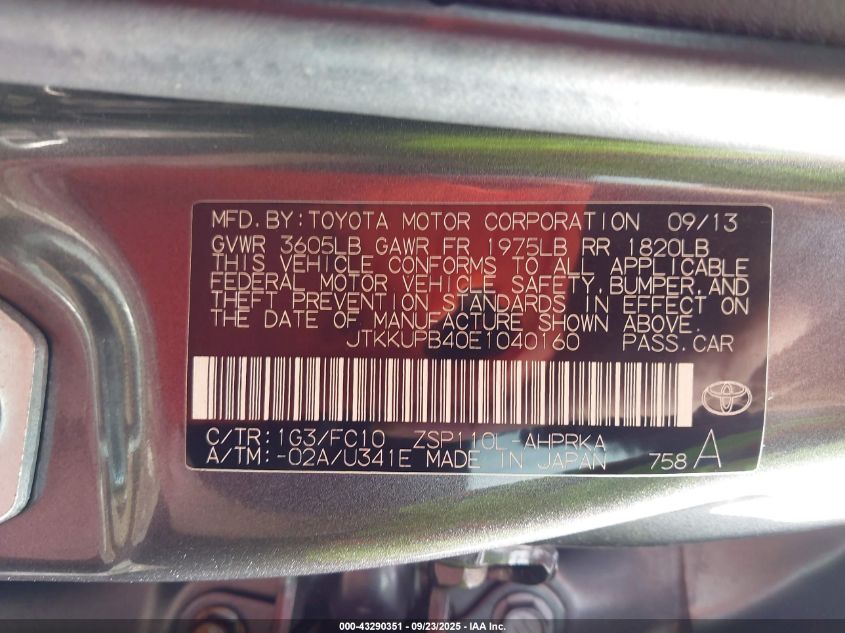 MFD.BY:TOYOTA MOTOR CORPORATION 09/13
GVWR 3605LB GAWR FR 1975LB RR 1820LB
THIS VEHICLE CONFORMS TO ALL APPLICABLE
FEDERAL MOTOR VEHICLE SAFETY,BUMPER,AND
THEFT PREVENTION STANDARDS IN EFFECT ON
THE DATE OF MANUFACTURE SHOWN ABOVE.
JTKKUPB40E1040160 PASS.CAR
C/TR:1G3/FC10 ZSP110L-AHPRKA
A/TM:-02A/U341E MADE IN JAPAN 758 A
000-43290351 - 09/23/2025 - IAA Inc.